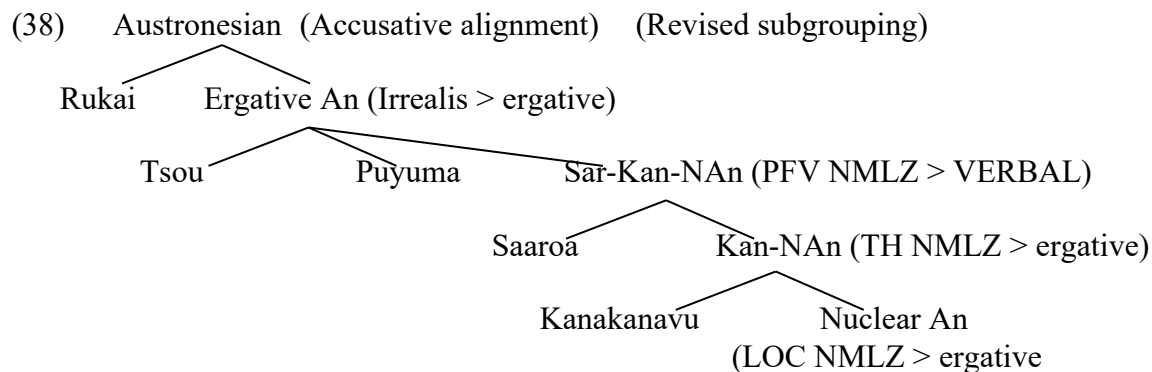 (38) Austronesian (Accusative alignment) (Revised subgrouping)
Rukai Ergative An (Irrealis > ergative)
Tsou Puyuma Sar-Kan-NAn (PFV NMLZ > VERBAL)
Saaroa Kan-NAn (TH NMLZ > ergative)
Kanakanavu Nuclear An
(LOC NMLZ > ergative